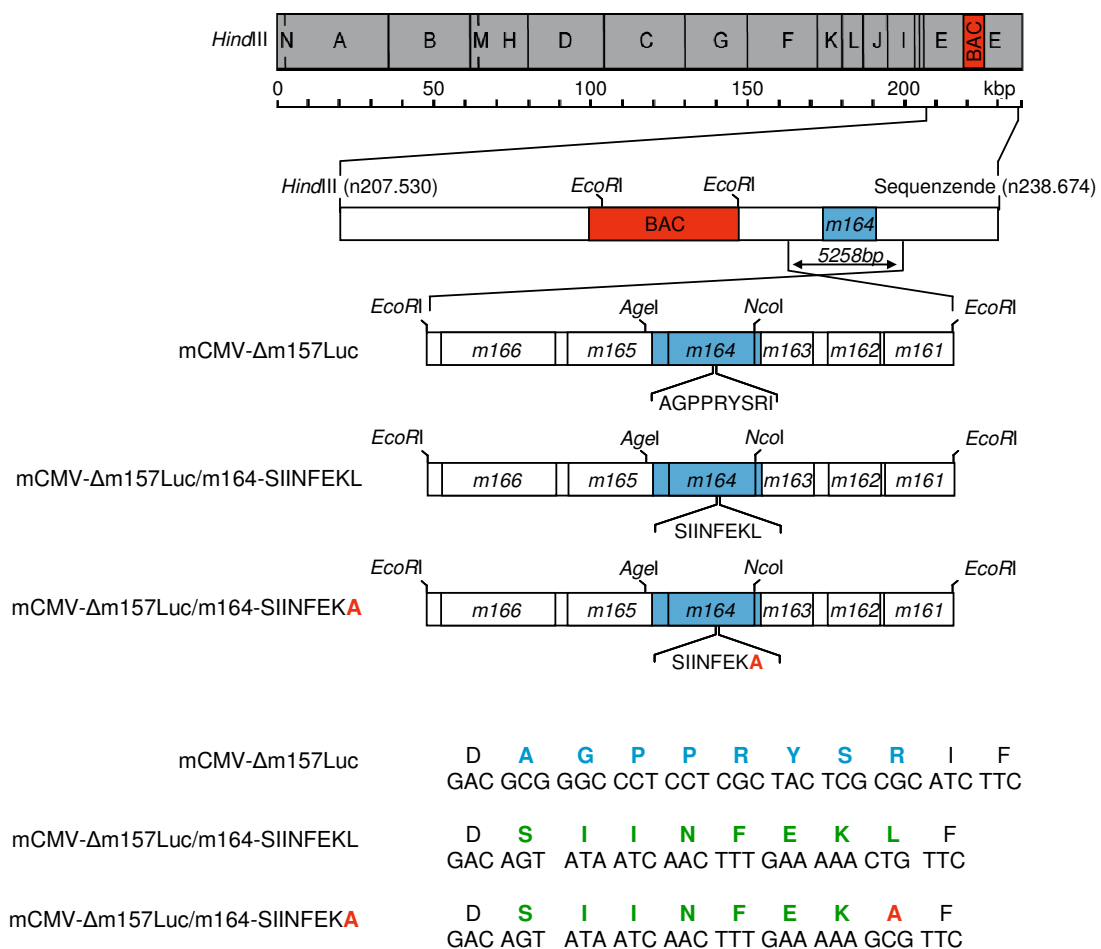 HindIII N A B M H D C G F K L J I E BAC E
0 50 100 150 200 kbp
HindIII (n207.530) EcoRI EcoRI Sequenzende (n238.674)
BAC m164
5258bp
EcoRI AgeI NcoI EcoRI
mCMV-Δm157Luc m166 m165 m164 m163 m162 m161
AGPPRYSRI
EcoRI AgeI NcoI EcoRI
mCMV-Δm157Luc/m164-SIINFEKL m166 m165 m164 m163 m162 m161
SIINFEKL
EcoRI AgeI NcoI EcoRI
mCMV-Δm157Luc/m164-SIINFEKA m166 m165 m164 m163 m162 m161
SIINFEKA
mCMV-Δm157Luc D A G P P R Y S R I F
GAC GCG GGC CCT CCT CGC TAC TCG CGC ATC TTC
mCMV-Δm157Luc/m164-SIINFEKL D S I I N F E K L F
GAC AGT ATA ATC AAC TTT GAA AAA CTG TTC
mCMV-Δm157Luc/m164-SIINFEKA D S I I N F E K A F
GAC AGT ATA ATC AAC TTT GAA AAA GCG TTC